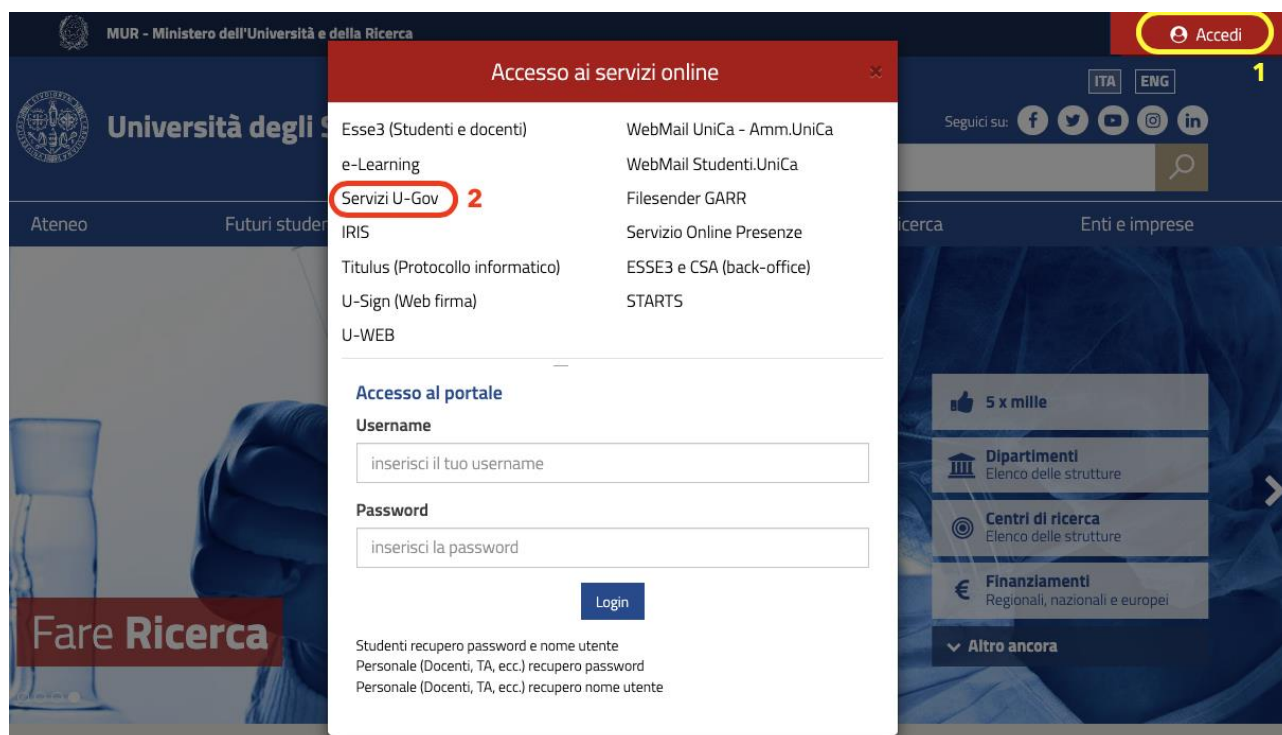 MUR - Ministero dell'Università e della Ricerca
Accedi
1
Accesso ai servizi online
×
ITA ENG
Università degli S
Seguici su:
Esse3 (Studenti e docenti)
e-Learning
Servizi U-Gov 2
IRIS
Titulus (Protocollo informatico)
U-Sign (Web firma)
U-WEB
WebMail UniCa - Amm.UniCa
WebMail Studenti.UniCa
Filesender GARR
Servizio Online Presenze
ESSE3 e CSA (back-office)
STARTS
Ateneo Futuri studen icerca Enti e imprese
Accesso al portale
Username
inserisci il tuo username
Password
inserisci la password
Login
Studenti recupero password e nome utente
Personale (Docenti, TA, ecc.) recupero password
Personale (Docenti, TA, ecc.) recupero nome utente
5 x mille
Dipartimenti
Elenco delle strutture
Centri di ricerca
Elenco delle strutture
Finanziamenti
Regionali, nazionali e europei
Altro ancora
Fare Ricerca